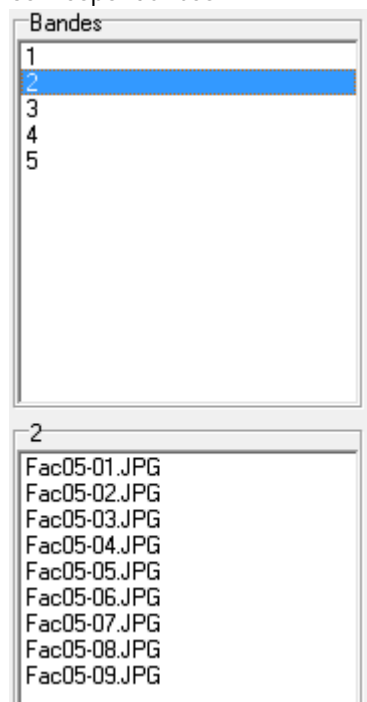 Bandes
1
2
3
4
5
2
Fac05-01.JPG
Fac05-02.JPG
Fac05-03.JPG
Fac05-04.JPG
Fac05-05.JPG
Fac05-06.JPG
Fac05-07.JPG
Fac05-08.JPG
Fac05-09.JPG